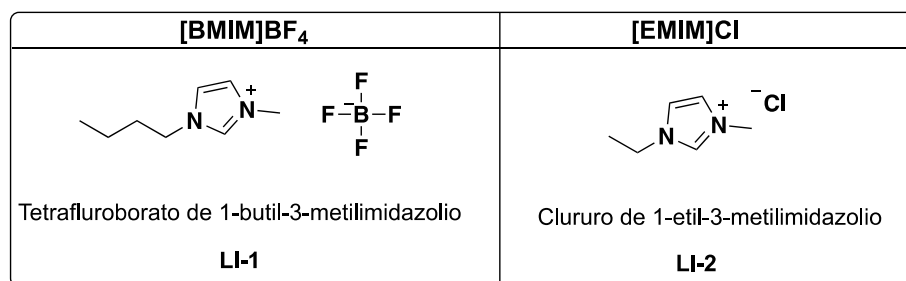 [BMIM]BF4
[EMIM]Cl
N
N
+
F
F
B
−
F
F
N
N
+
−Cl
Tetrafluroborato de 1-butil-3-metilimidazolio
Clururo de 1-etil-3-metilimidazolio
LI-1
LI-2